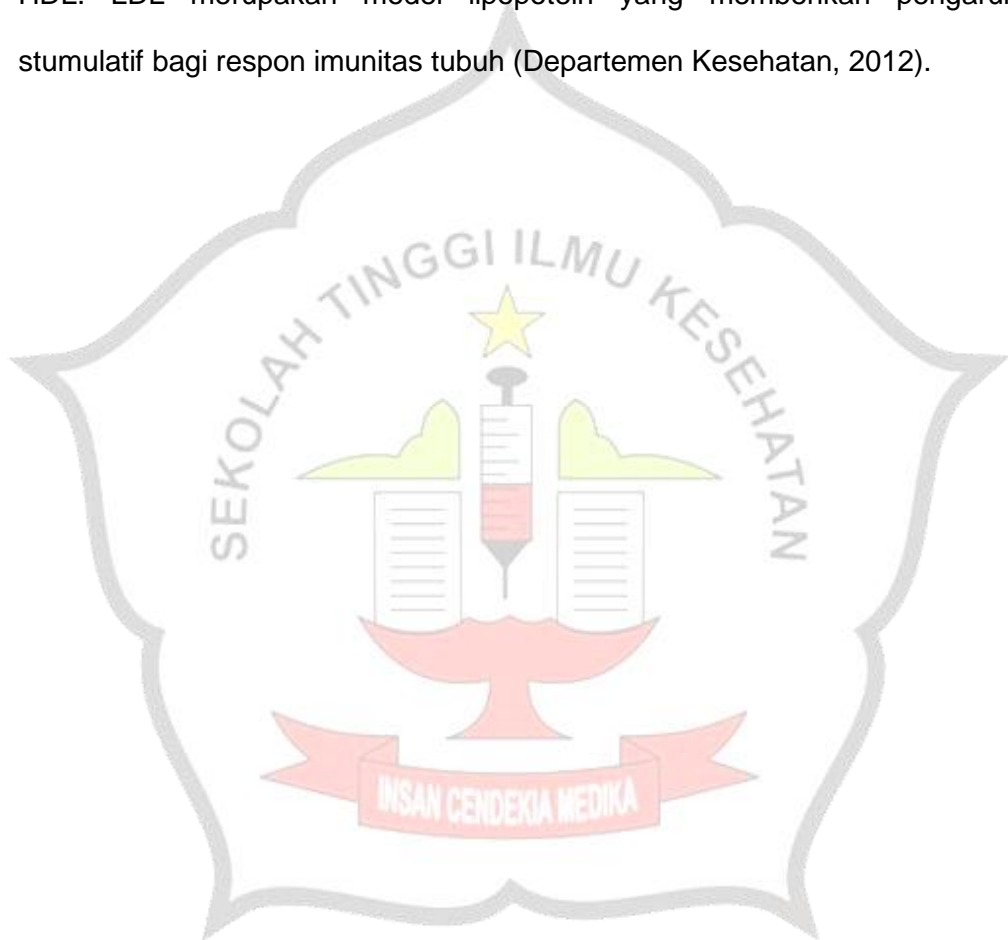 HDL. LDL merupakan model lipopotein yang memberikan pengaruh
stumulatif bagi respon imunitas tubuh (Departemen Kesehatan, 2012).
SEKOLAH TINGGI ILMU KESEHATAN
INSAN CENDEKIA MEDIKA